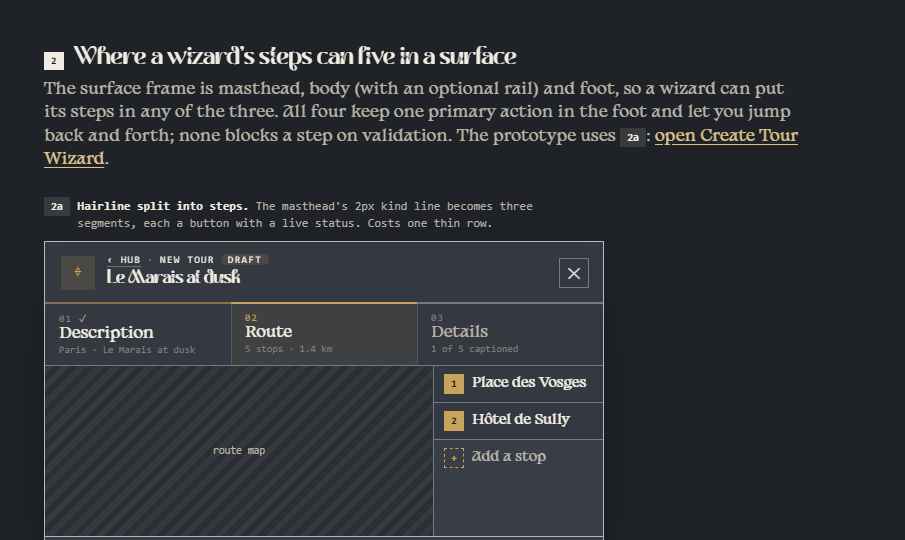 2 Where a wizard's steps can live in a surface
The surface frame is masthead, body (with an optional rail) and foot, so a wizard can put
its steps in any of the three. All four keep one primary action in the foot and let you jump
back and forth; none blocks a step on validation. The prototype uses 2a: open Create Tour
Wizard.
2a Hairline split into steps. The masthead's 2px kind line becomes three
segments, each a button with a live status. Costs one thin row.
‹ HUB · NEW TOUR DRAFT
Le Marais at dusk
01 ✓
Description
Paris · Le Marais at dusk
02
Route
5 stops · 1.4 km
03
Details
1 of 5 captioned
route map
1 Place des Vosges
2 Hôtel de Sully
+ Add a stop